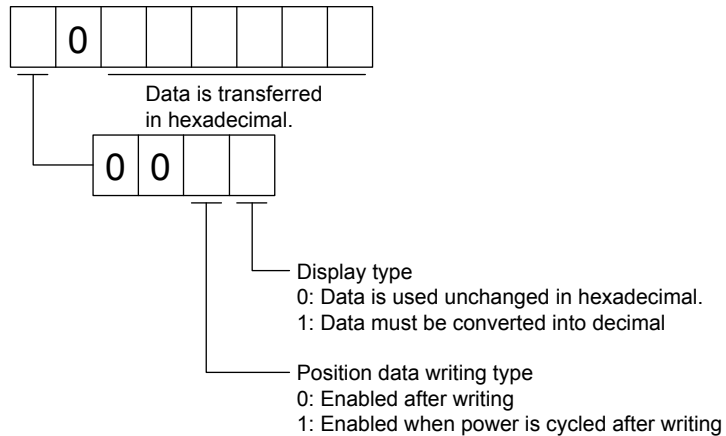 0
Data is transferred
in hexadecimal.
0 0
Display type
0: Data is used unchanged in hexadecimal.
1: Data must be converted into decimal
Position data writing type
0: Enabled after writing
1: Enabled when power is cycled after writing